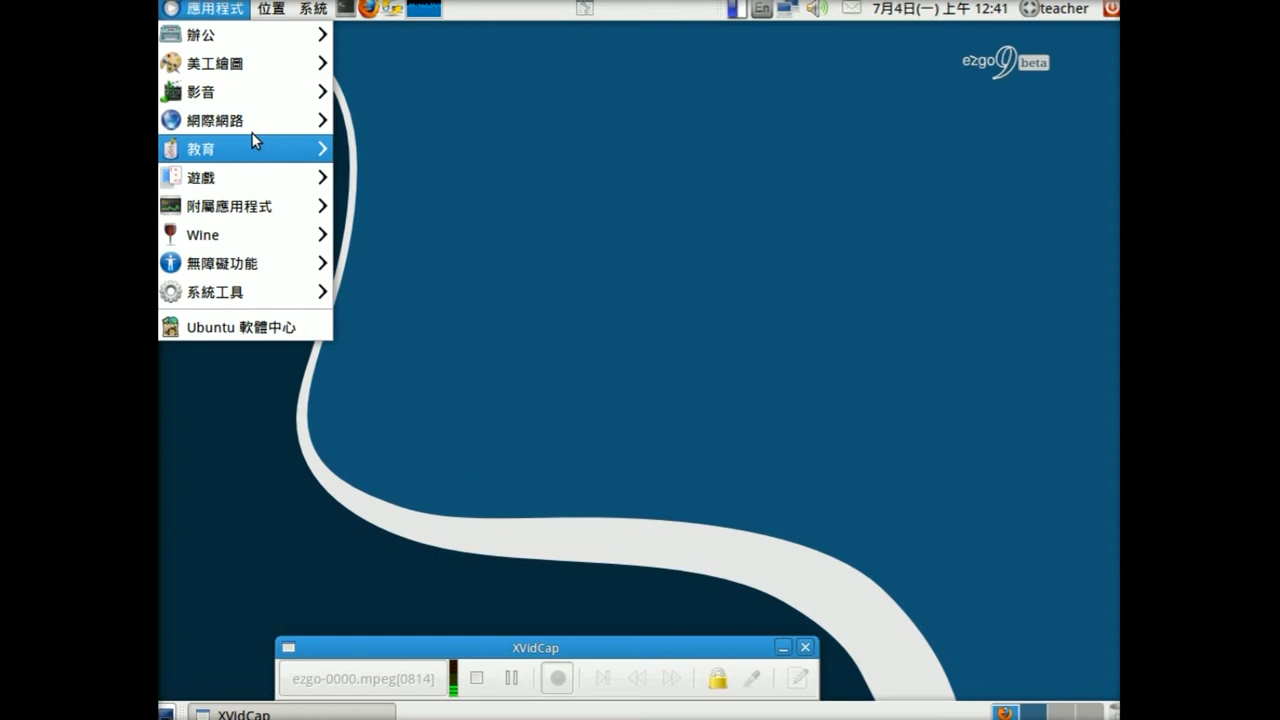 應用程式 位置 系統 En 7月4日(一) 上午 12:41 teacher
辦公
美工繪圖
影音
網際網路
教育
遊戲
附屬應用程式
Wine
無障礙功能
系統工具
Ubuntu 軟體中心
ezgo9 beta
XVidCap
ezgo-0000.mpeg[0814]
XVidCap